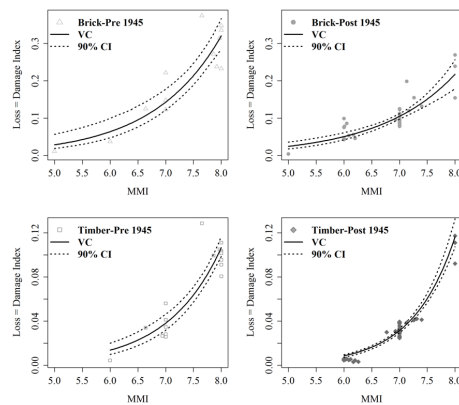 Brick-Pre 1945
VC
90% CI
Loss = Damage Index
0.0 0.1 0.2 0.3
5.0 5.5 6.0 6.5 7.0 7.5 8.0
MMI
Brick-Post 1945
VC
90% CI
Loss = Damage Index
0.0 0.1 0.2 0.3
5.0 5.5 6.0 6.5 7.0 7.5 8.0
MMI
Timber-Pre 1945
VC
90% CI
Loss = Damage Index
0.00 0.04 0.08 0.12
5.0 5.5 6.0 6.5 7.0 7.5 8.0
MMI
Timber-Post 1945
VC
90% CI
Loss = Damage Index
0.00 0.04 0.08 0.12
5.0 5.5 6.0 6.5 7.0 7.5 8.0
MMI